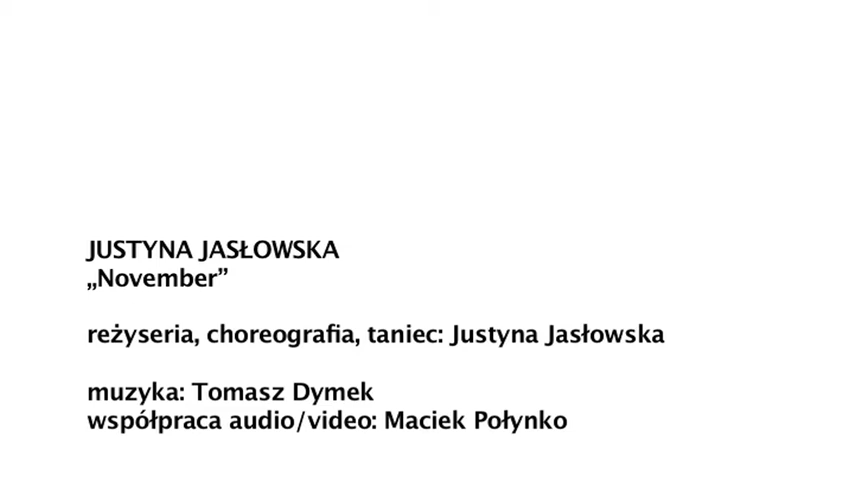 JUSTYNA JASŁOWSKA
„November”
reżyseria, choreografia, taniec: Justyna Jasłowska
muzyka: Tomasz Dymek
współpraca audio/video: Maciek Połynko